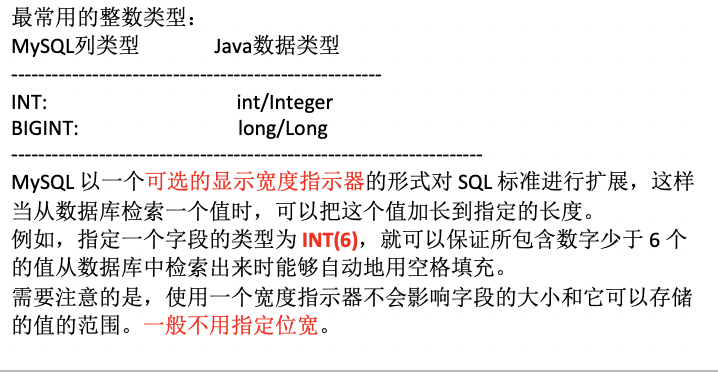 最常用的整数类型：
MySQL列类型 Java数据类型
-------------------------------------------------------
INT: int/Integer
BIGINT: long/Long
----------------------------------------------------------------------
MySQL 以一个可选的显示宽度指示器的形式对 SQL 标准进行扩展，这样
当从数据库检索一个值时，可以把这个值加长到指定的长度。
例如，指定一个字段的类型为 INT(6)，就可以保证所包含数字少于 6 个
的值从数据库中检索出来时能够自动地用空格填充。
需要注意的是，使用一个宽度指示器不会影响字段的大小和它可以存储
的值的范围。一般不用指定位宽。